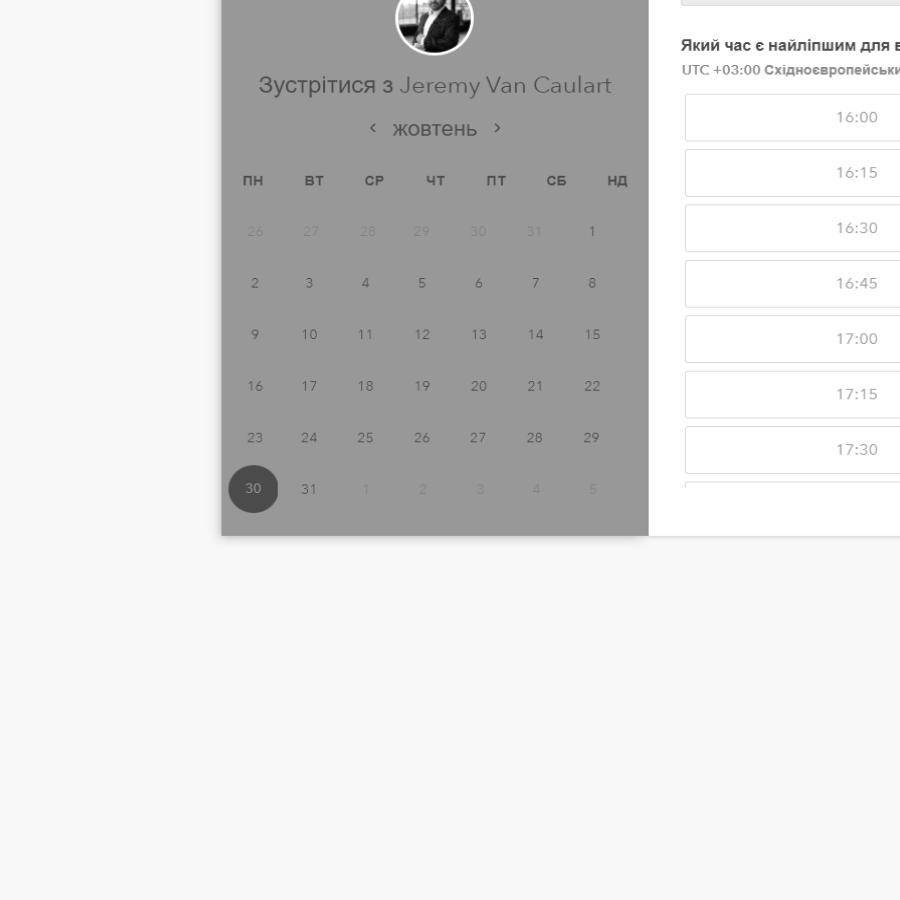 Зустрітися з Jeremy Van Caulart
жовтень
ПН ВТ СР ЧТ ПТ СБ НД
26 27 28 29 30 31 1
2 3 4 5 6 7 8
9 10 11 12 13 14 15
16 17 18 19 20 21 22
23 24 25 26 27 28 29
30 31 1 2 3 4 5
Який час є найліпшим для
UTC +03:00
16:00
16:15
16:30
16:45
17:00
17:15
17:30